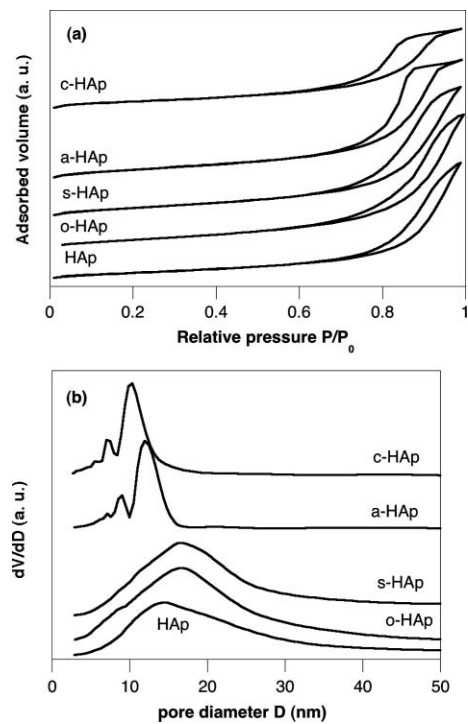 (a)
Adsorbed volume (a. u.)
c-HAp
a-HAp
s-HAp
o-HAp
HAp
0 0.2 0.4 0.6 0.8 1
Relative pressure P/P0
(b)
dV/dD (a. u.)
c-HAp
a-HAp
s-HAp
o-HAp
HAp
0 10 20 30 40 50
pore diameter D (nm)